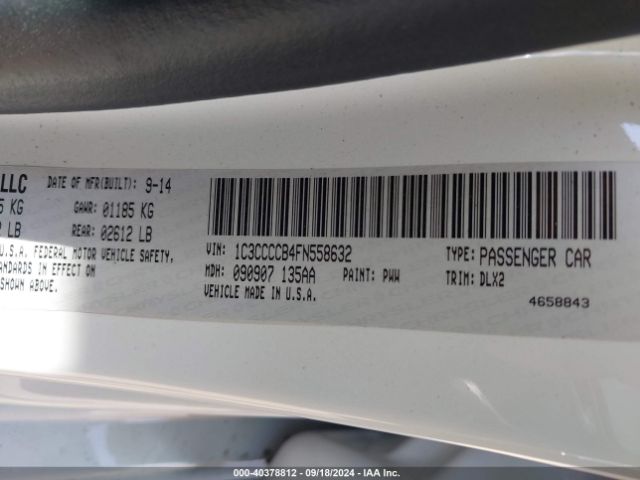 LLC DATE OF MFR(BUILT): 9-14
5 KG GAWR: 01185 KG
LB REAR: 02612 LB
U.S.A. FEDERAL MOTOR VEHICLE SAFETY.
STANDARDS IN EFFECT ON
SHOWN ABOVE.
VIN: 1C3CCCCB4FN558632 TYPE: PASSENGER CAR
MDH: 090907 135AA PAINT: PWW TRIM: DLX2
VEHICLE MADE IN U.S.A.
4658843
000-40378812 - 09/18/2024 - IAA Inc.